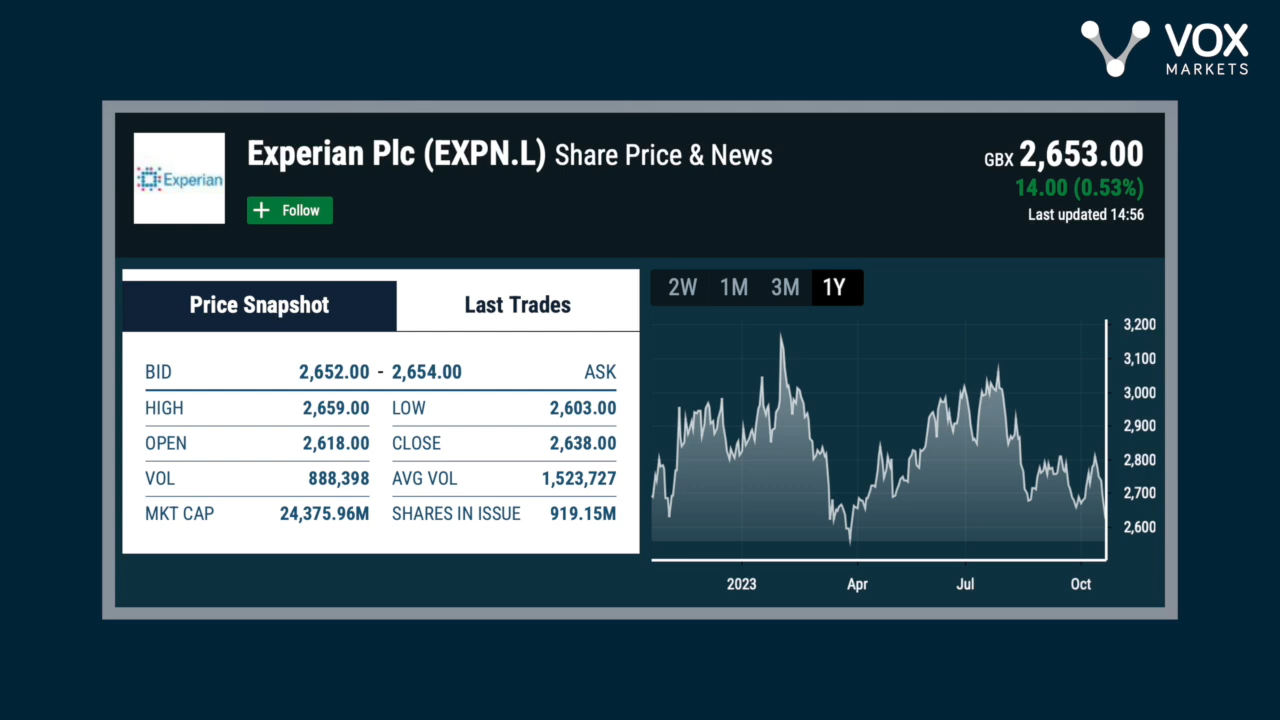 VOX
MARKETS
Experian Plc (EXPN.L) Share Price & News
GBX 2,653.00
14.00 (0.53%)
Last updated 14:56
Experian
+ Follow
Price Snapshot
Last Trades
BID 2,652.00 - 2,654.00 ASK
HIGH 2,659.00 LOW 2,603.00
OPEN 2,618.00 CLOSE 2,638.00
VOL 888,398 AVG VOL 1,523,727
MKT CAP 24,375.96M SHARES IN ISSUE 919.15M
2W 1M 3M 1Y
3,200
3,100
3,000
2,900
2,800
2,700
2,600
2023 Apr Jul Oct